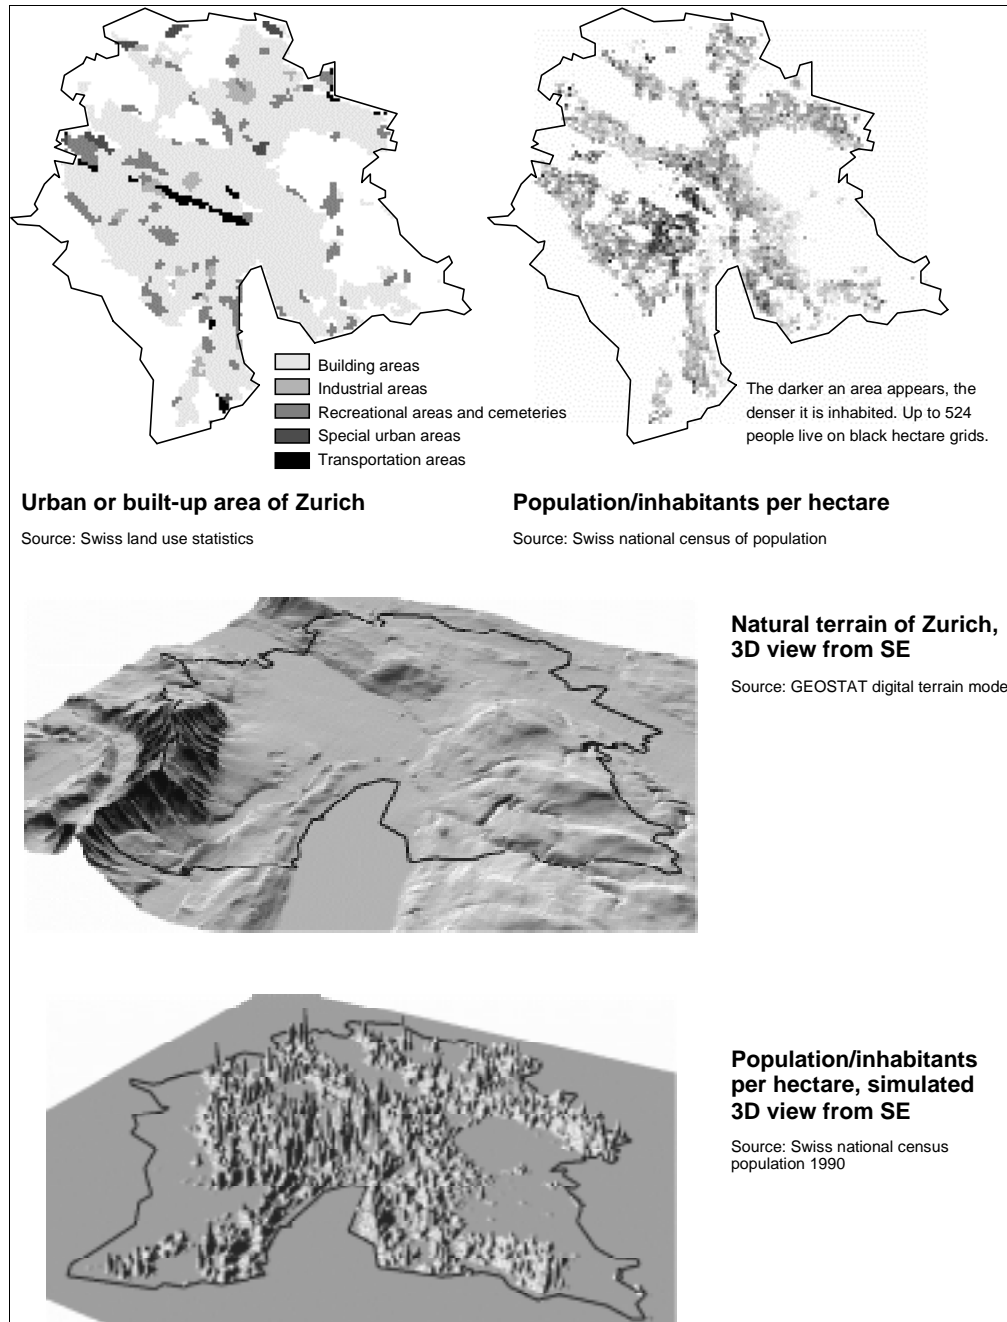 Building areas
Industrial areas
Recreational areas and cemeteries
Special urban areas
Transportation areas
The darker an area appears, the
denser it is inhabited. Up to 524
people live on black hectare grids.
Urban or built-up area of Zurich
Source: Swiss land use statistics
Population/inhabitants per hectare
Source: Swiss national census of population
Natural terrain of Zurich,
3D view from SE
Source: GEOSTAT digital terrain mode
Population/inhabitants
per hectare, simulated
3D view from SE
Source: Swiss national census
population 1990